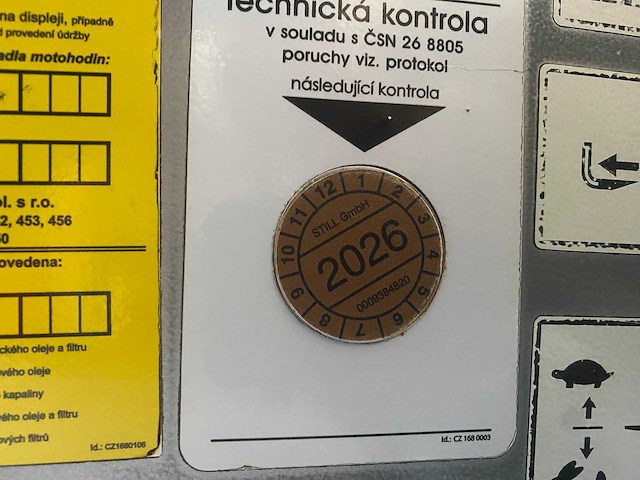 na displeji, případně
d provedení údržby
adla motohodin:
ol. s r.o.
2, 453, 456
50
ovedena:
ckého oleje a filtru
vého oleje
kapaliny
vého oleje a filtru
ových filtrů
Id.: CZ1680106
Technická kontrola
v souladu s ČSN 26 8805
poruchy viz. protokol
následující kontrola
12 1 2 3 4 5 6 7 8 9 10 11
STILL GmbH
2026
0009384820
Id.: CZ 168 0003